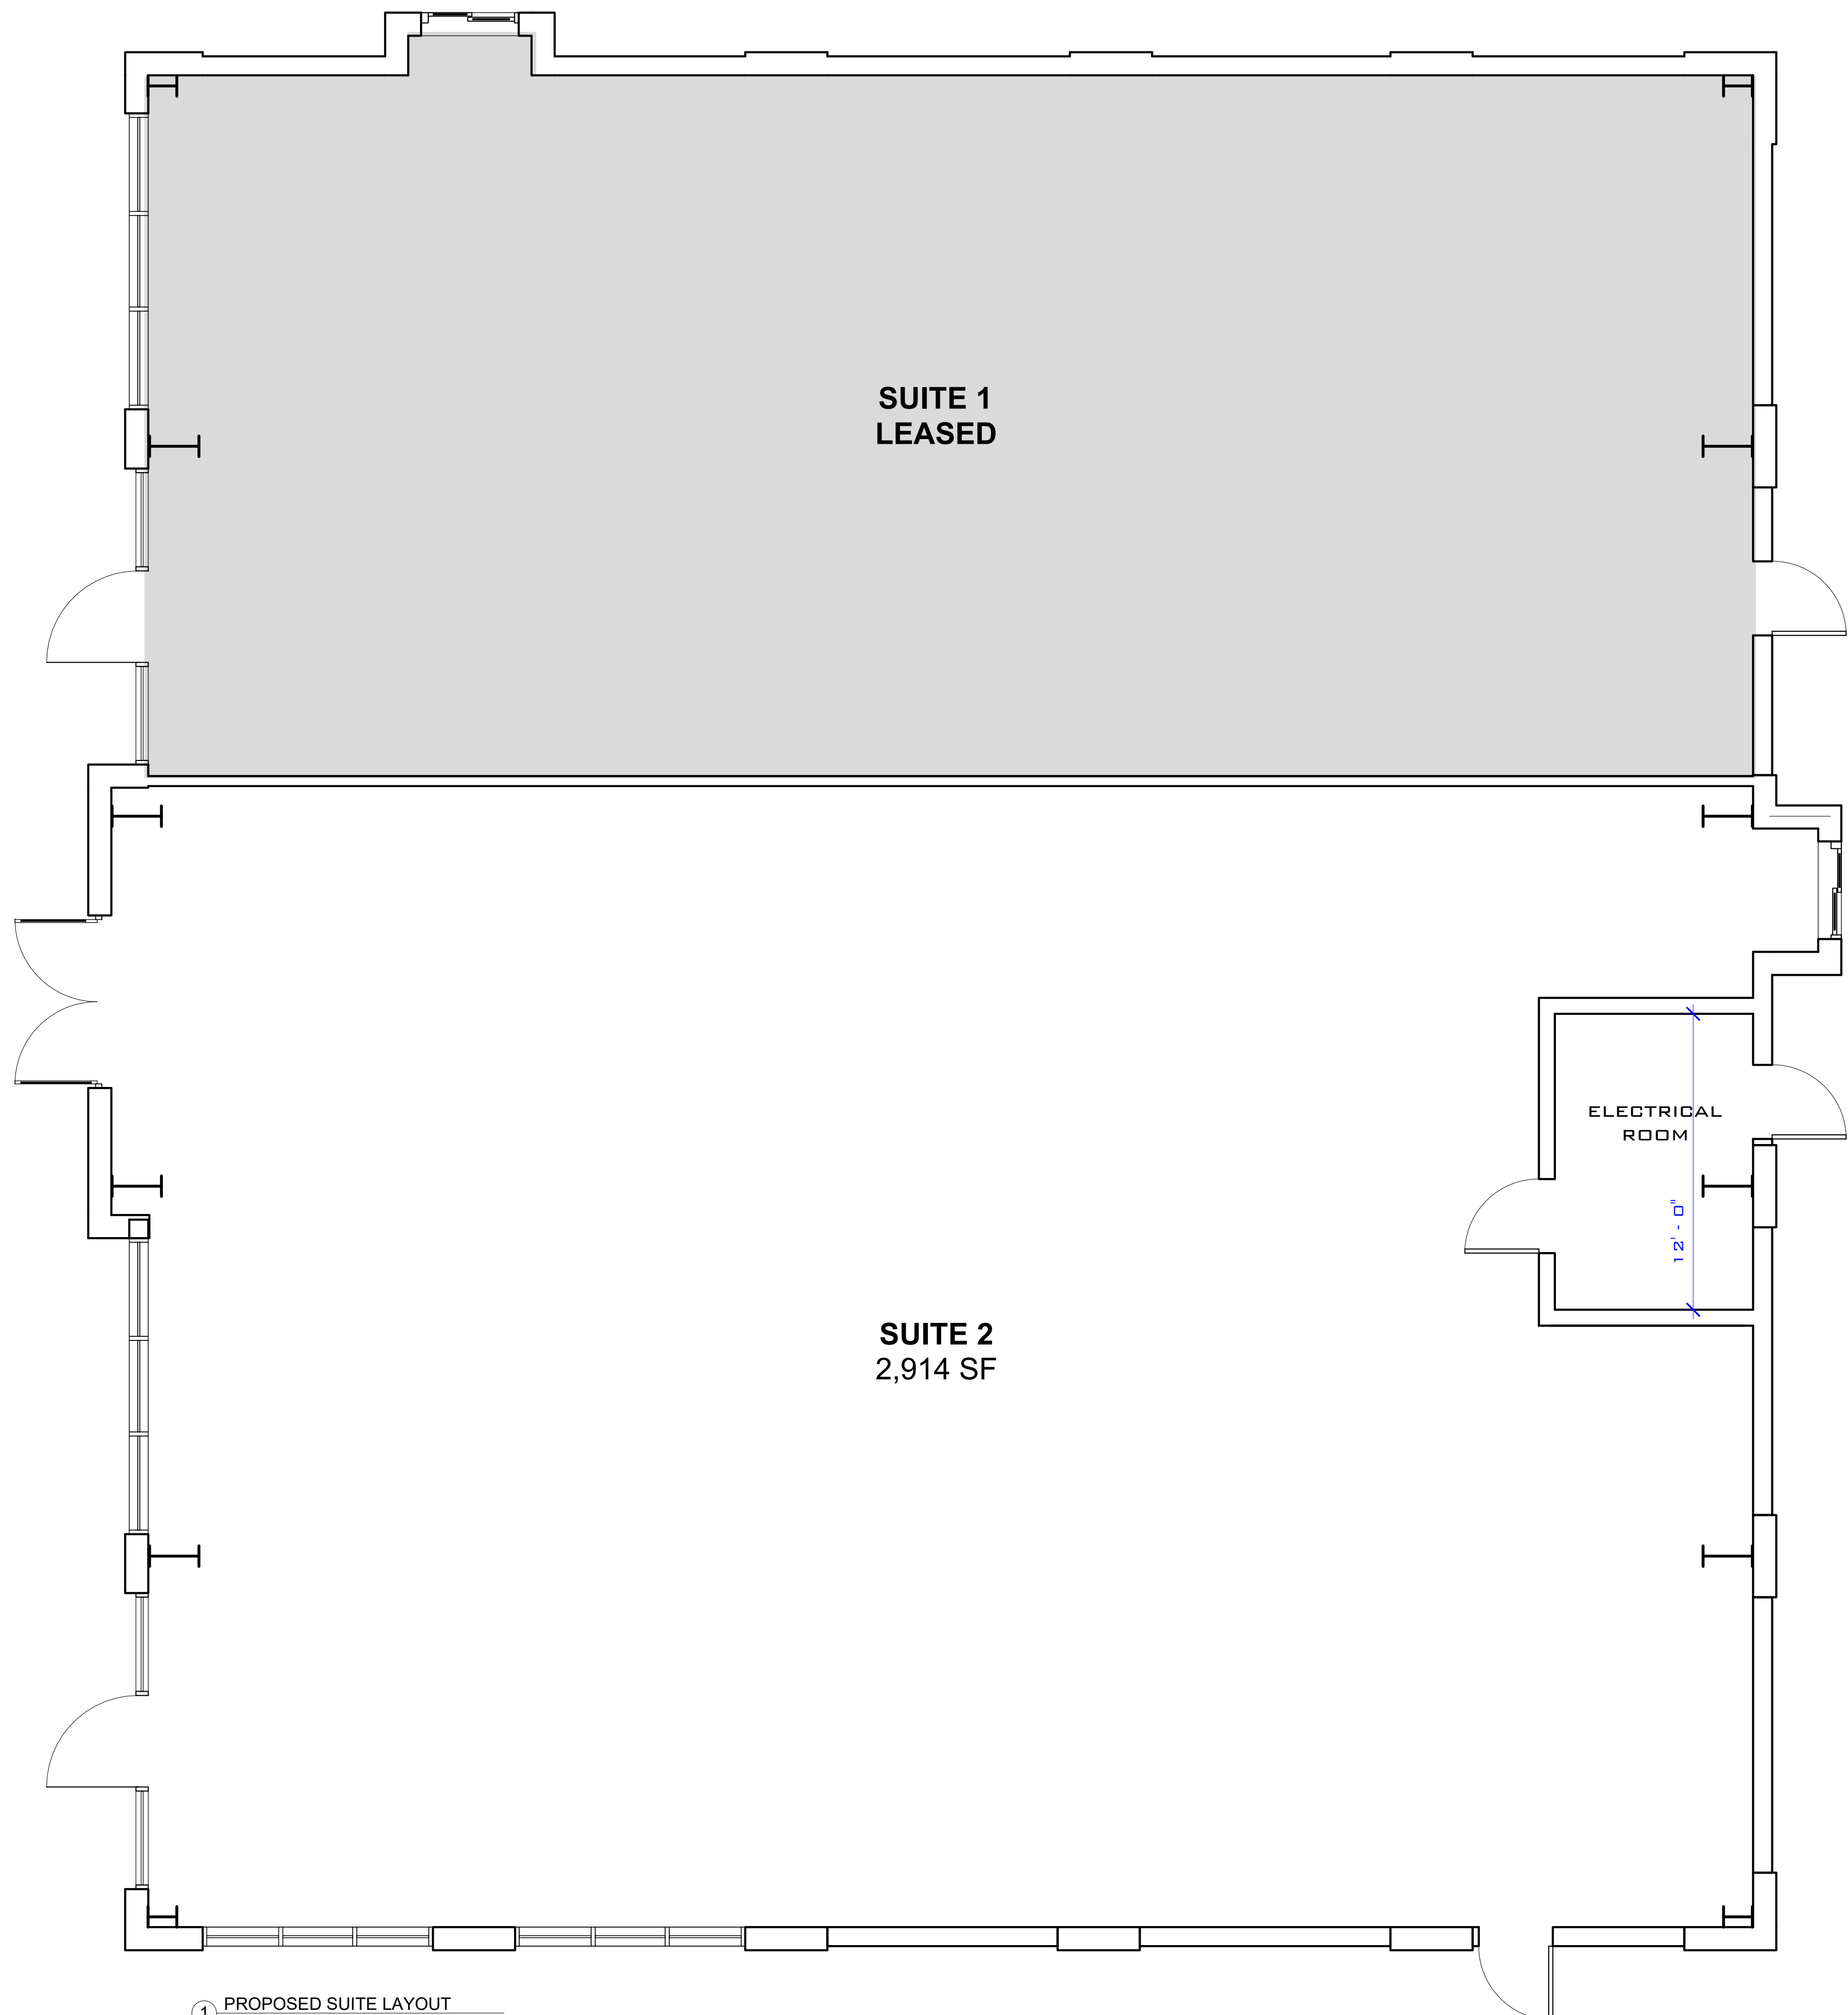 SUITE 1
LEASED
ELECTRICAL
ROOM
12' - 0"
SUITE 2
2,914 SF
1 PROPOSED SUITE LAYOUT